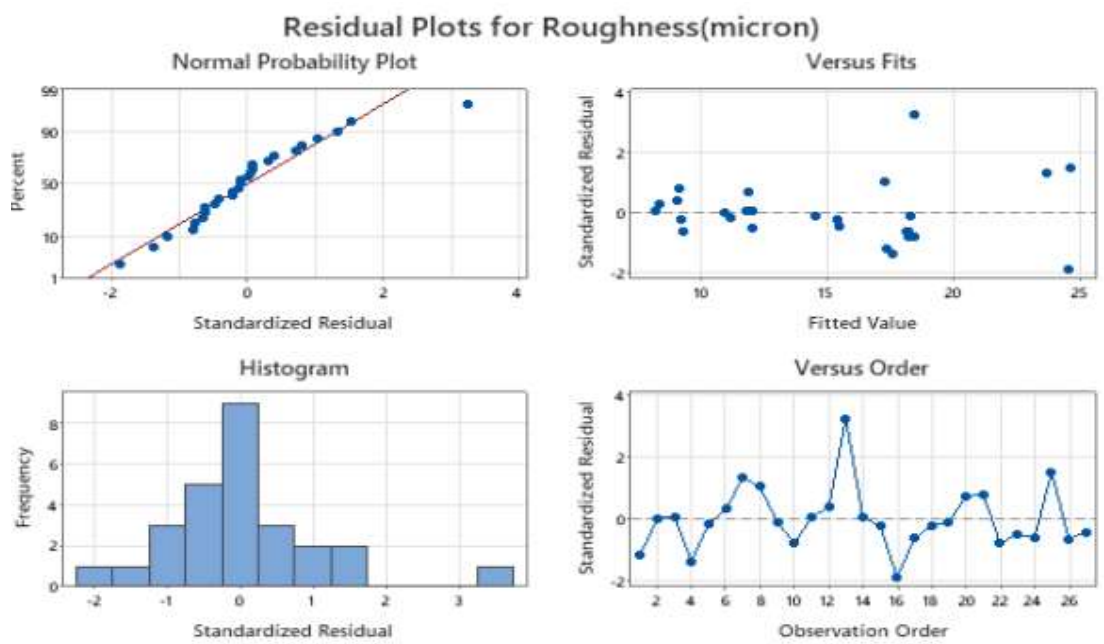 Residual Plots for Roughness(micron)
Normal Probability Plot
99
90
50
10
1
Percent
-2 0 2 4
Standardized Residual
Versus Fits
4
2
0
-2
Standardized Residual
10 15 20 25
Fitted Value
Histogram
8
6
4
2
0
Frequency
-2 -1 0 1 2 3
Standardized Residual
Versus Order
4
2
0
-2
Standardized Residual
2 4 6 8 10 12 14 16 18 20 22 24 26
Observation Order